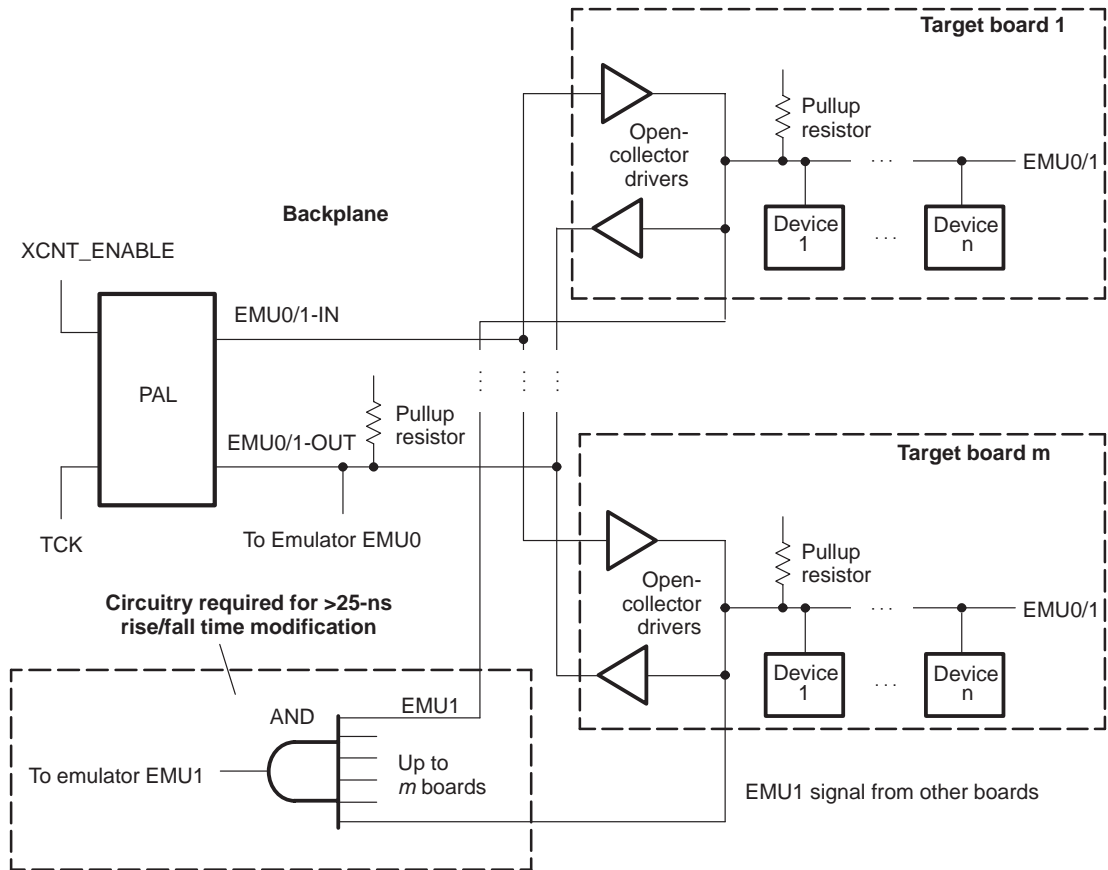 Target board 1
Pullup
resistor
Open-
collector
drivers
EMU0/1
Device
1
Device
n
. . .
. . .
Backplane
XCNT_ENABLE
EMU0/1-IN
PAL
Pullup
resistor
EMU0/1-OUT
TCK
To Emulator EMU0
Target board m
Pullup
resistor
Open-
collector
drivers
EMU0/1
Device
1
Device
n
. . .
. . .
Circuitry required for >25-ns
rise/fall time modification
AND
EMU1
To emulator EMU1
Up to
m boards
EMU1 signal from other boards